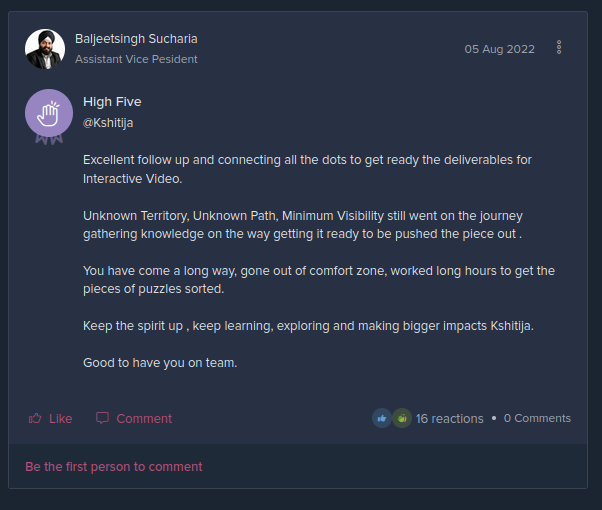 Baljeetsingh Sucharia
05 Aug 2022
Assistant Vice Pesident
High Five
@Kshitija
Excellent follow up and connecting all the dots to get ready the deliverables for
Interactive Video.
Unknown Territory, Unknown Path, Minimum Visibility still went on the journey
gathering knowledge on the way getting it ready to be pushed the piece out .
You have come a long way, gone out of comfort zone, worked long hours to get the
pieces of puzzles sorted.
Keep the spirit up , keep learning, exploring and making bigger impacts Kshitija.
Good to have you on team.
Like Comment 16 reactions • 0 Comments
Be the first person to comment